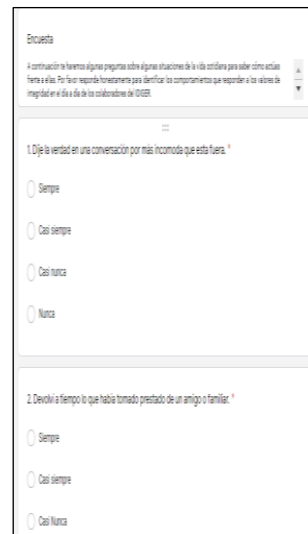 Encuesta
A continuación te haremos algunas preguntas sobre algunas situaciones de la vida cotidiana para saber cómo actúas
frente a ellas. Por favor responde honestamente para identificar los comportamientos que responden a los valores de
integridad en el día a día de los colaboradores del IDIGER.
1. Dije la verdad en una conversación por más incomoda que esta fuera. *
Siempre
Casi siempre
Casi nunca
Nunca
2. Devolví a tiempo lo que había tomado prestado de un amigo o familiar. *
Siempre
Casi siempre
Casi Nunca